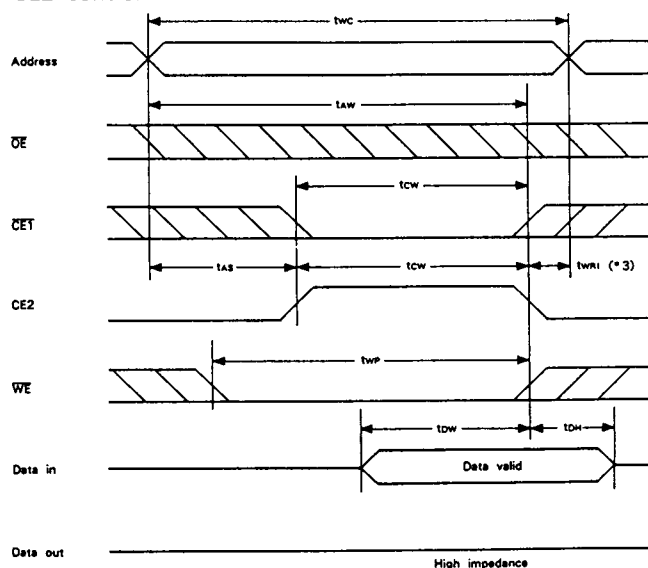 tWC
Address
tAW
OE
tCW
CE1
tAS tCW tWRI (*3)
CE2
tWP
WE
tDW tDH
Data in Data valid
Data out
High impedance